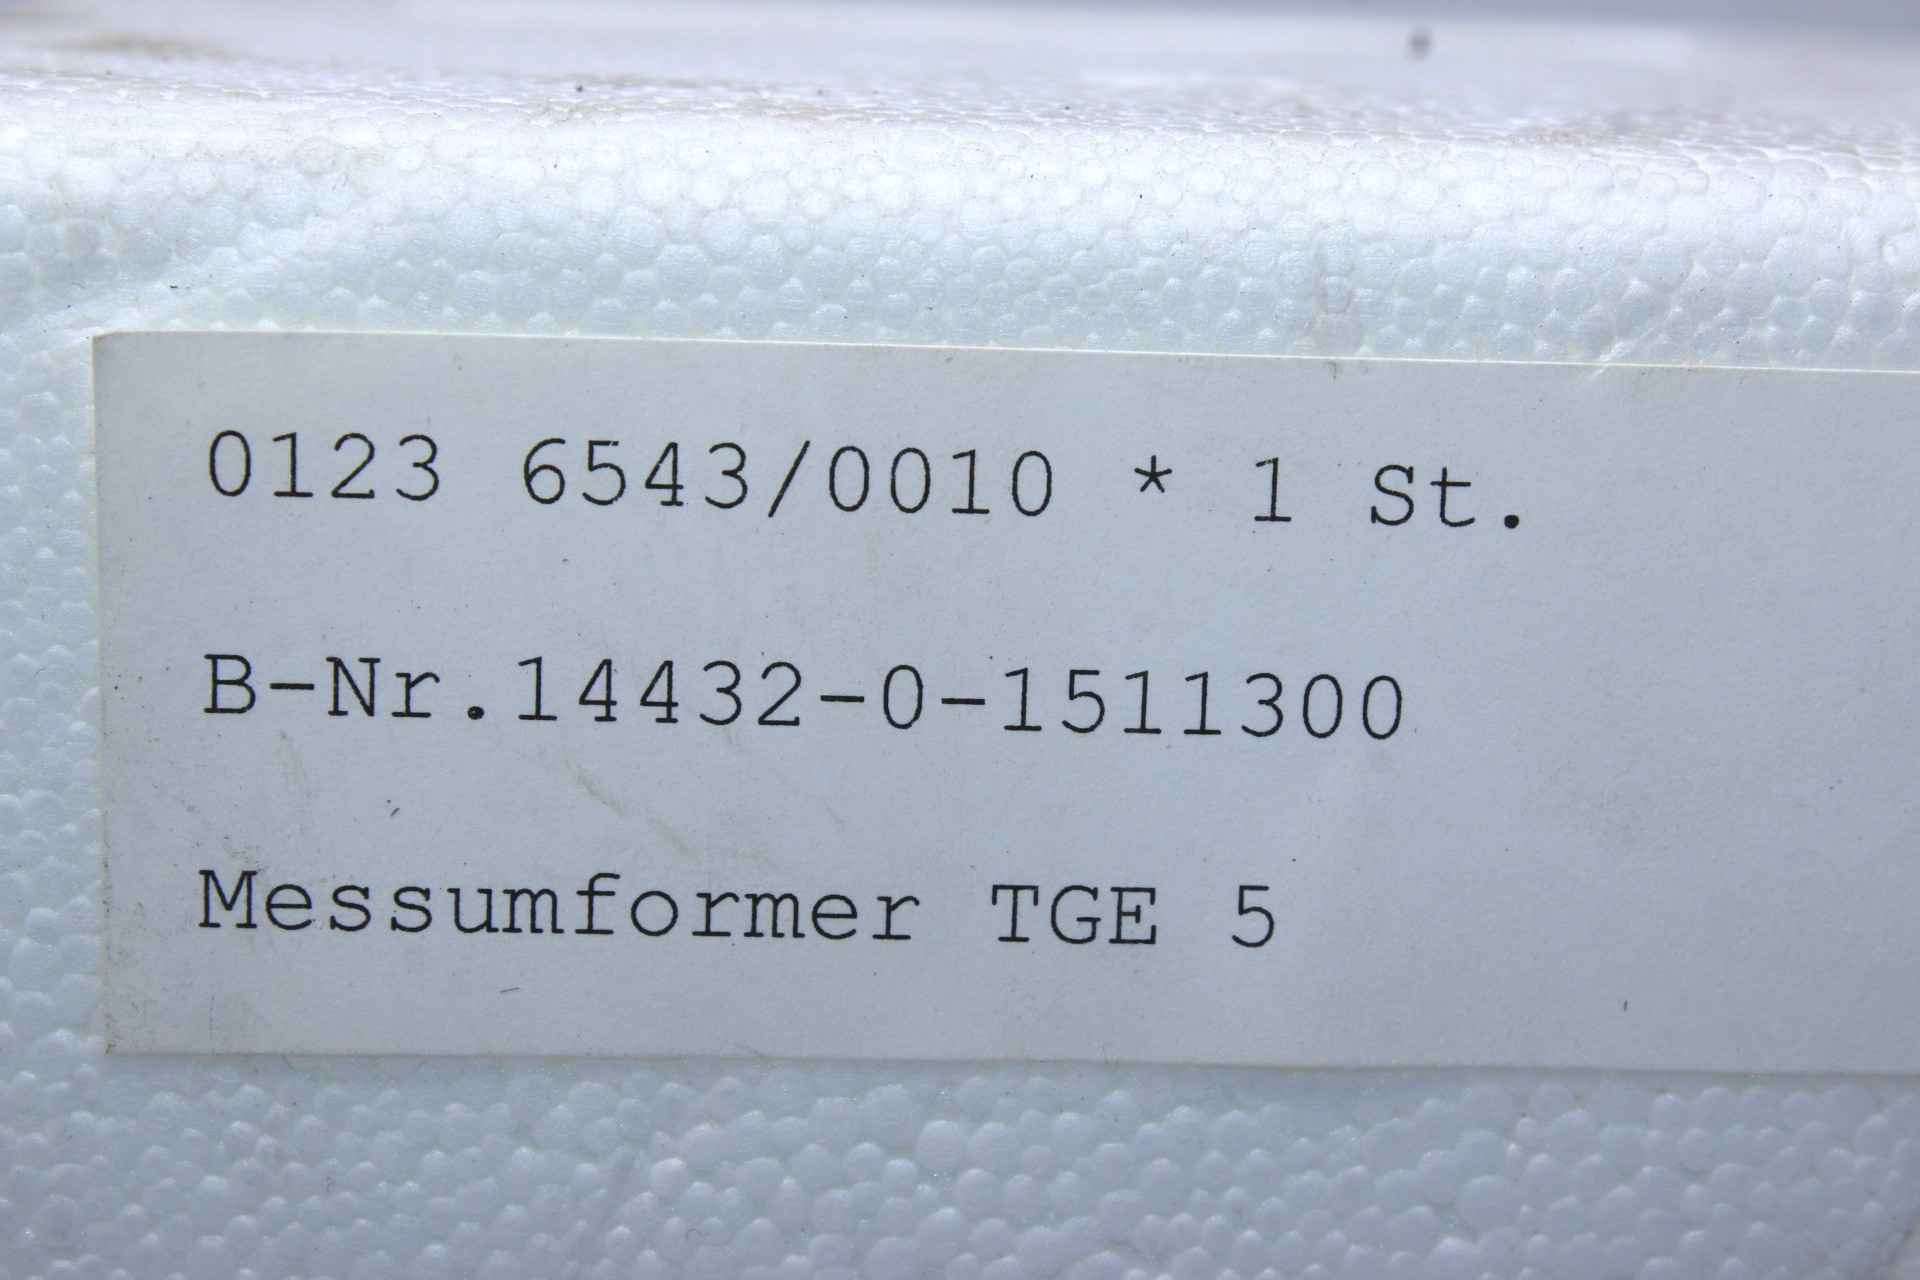 0123 6543/0010 * 1 St.
B-Nr.14432-0-1511300
Messumformer TGE 5